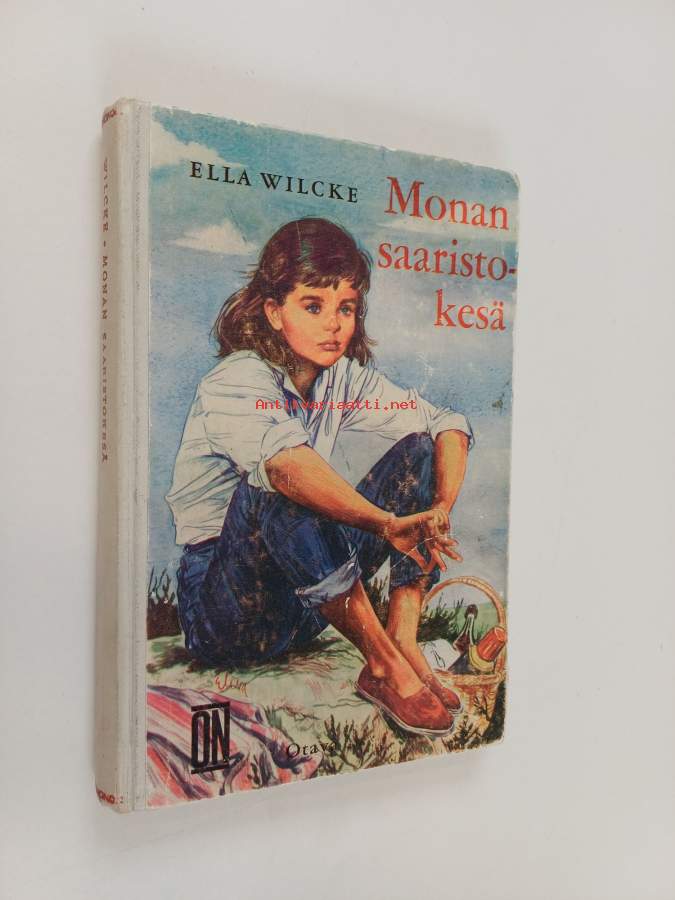 ELLA WILCKE
Monan
saaristo-
kesä
Antikvariaatti.net
ON
Otava
WILCKE • MONAN SAARISTOKESÄ